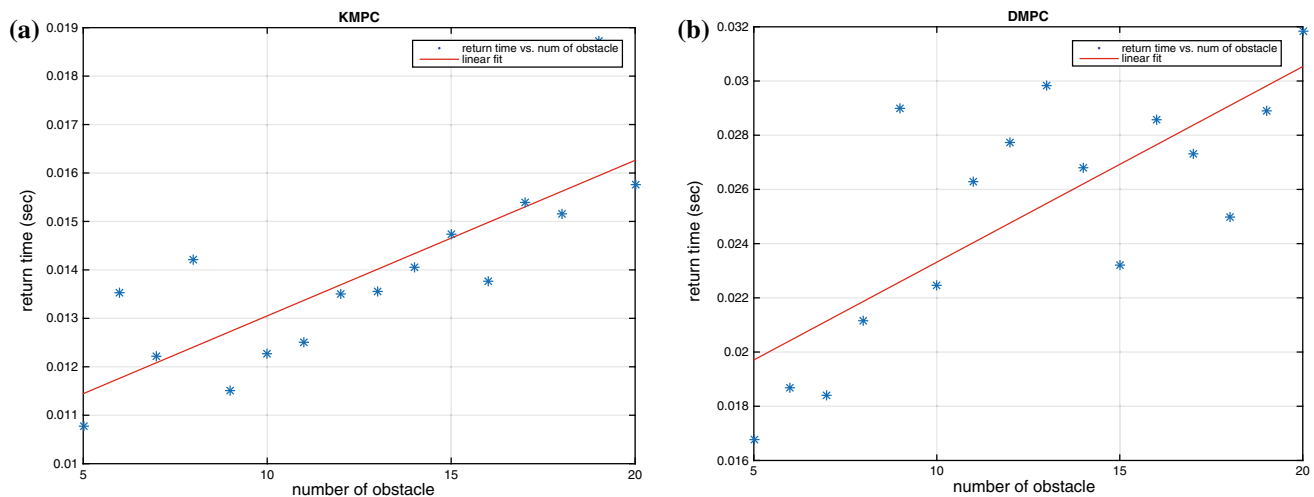 (a)
KMPC
return time vs. num of obstacle
linear fit
0.019
0.018
0.017
0.016
0.015
0.014
0.013
0.012
0.011
0.01
return time (sec)
5
10
15
20
number of obstacle
(b)
DMPC
return time vs. num of obstacle
linear fit
0.032
0.03
0.028
0.026
0.024
0.022
0.02
0.018
0.016
return time (sec)
5
10
15
20
number of obstacle